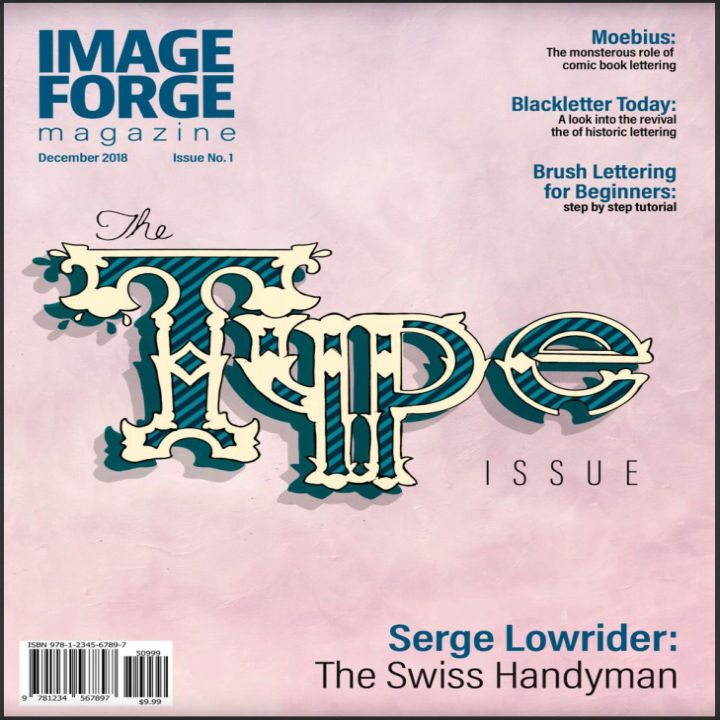 IMAGE
FORGE
magazine
December 2018 Issue No. 1
Moebius:
The monsterous role of
comic book lettering
Blackletter Today:
A look into the revival
the of historic lettering
Brush Lettering
for Beginners:
step by step tutorial
The
Type
ISSUE
Serge Lowrider:
The Swiss Handyman
ISBN 978-1-2345-6789-7
50999
9 781234 567897
$9.99